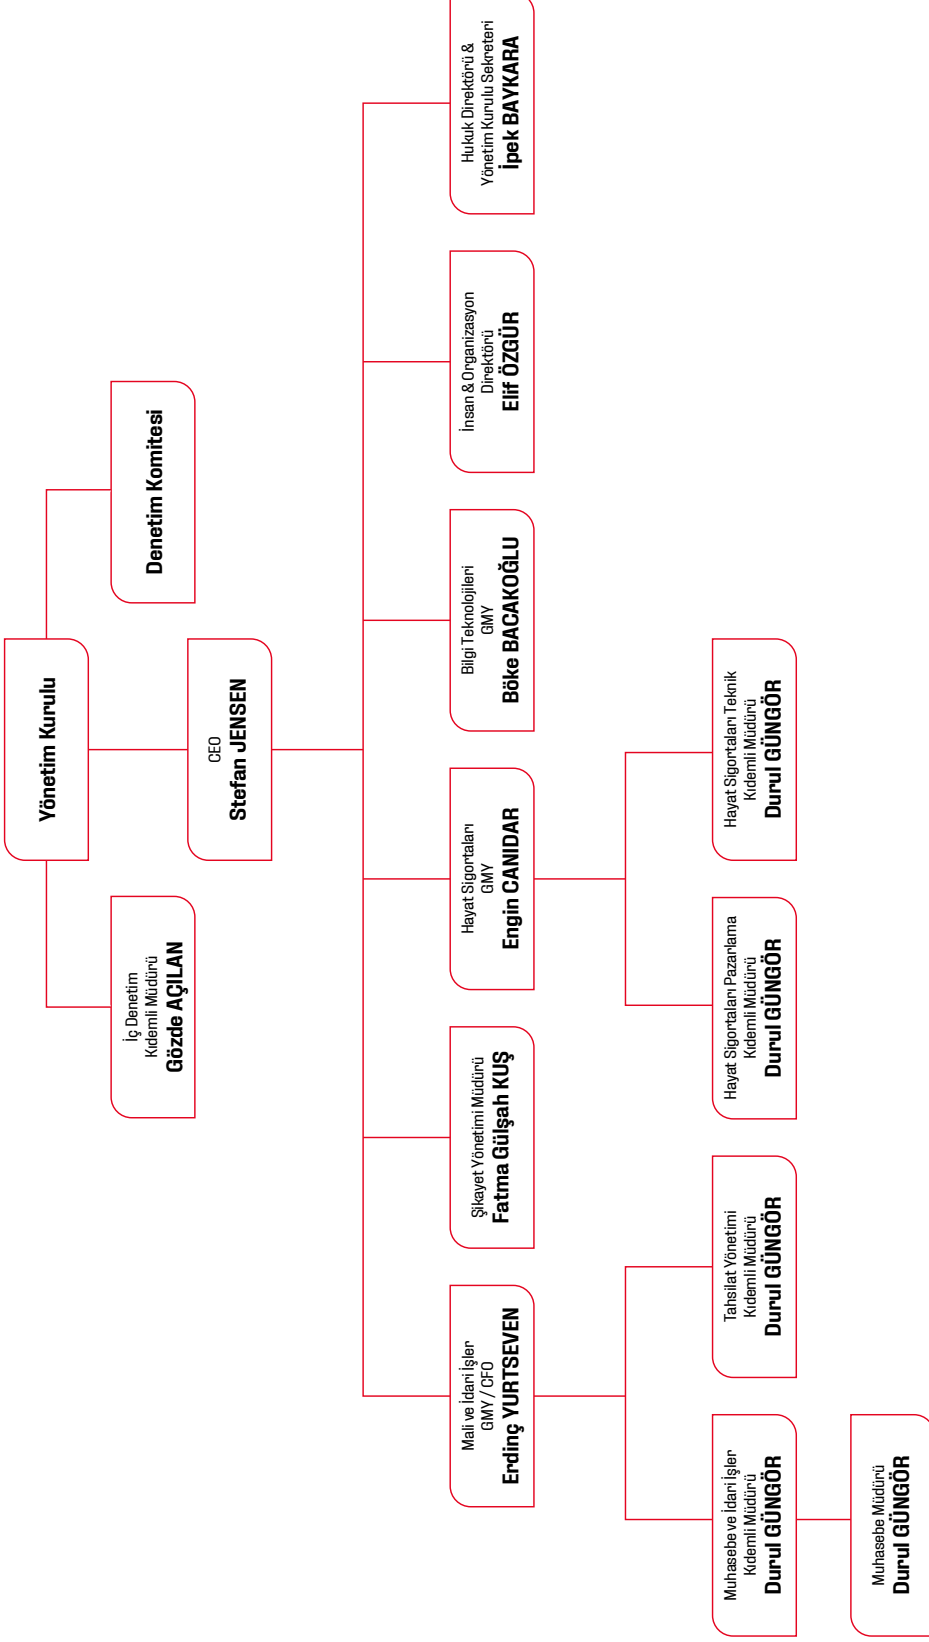 Yönetim Kurulu
İç Denetim
Kıdemli Müdürü
Gözde AÇILAN
Denetim Komitesi
CEO
Stefan JENSEN
Mali ve İdari İşler
GMY / CFO
Erdinç YURTSEVEN
Şikayet Yönetimi Müdürü
Fatma Gülşah KUŞ
Hayat Sigortaları
GMY
Engin CANIDAR
Bilgi Teknolojileri
GMY
Böke BACAKOĞLU
İnsan & Organizasyon
Direktörü
Elif ÖZGÜR
Hukuk Direktörü &
Yönetim Kurulu Sekreteri
İpek BAYKARA
Muhasebe ve İdari İşler
Kıdemli Müdürü
Durul GÜNGÖR
Tahsilat Yönetimi
Kıdemli Müdürü
Durul GÜNGÖR
Hayat Sigortaları Pazarlama
Kıdemli Müdürü
Durul GÜNGÖR
Hayat Sigortaları Teknik
Kıdemli Müdürü
Durul GÜNGÖR
Muhasebe Müdürü
Durul GÜNGÖR